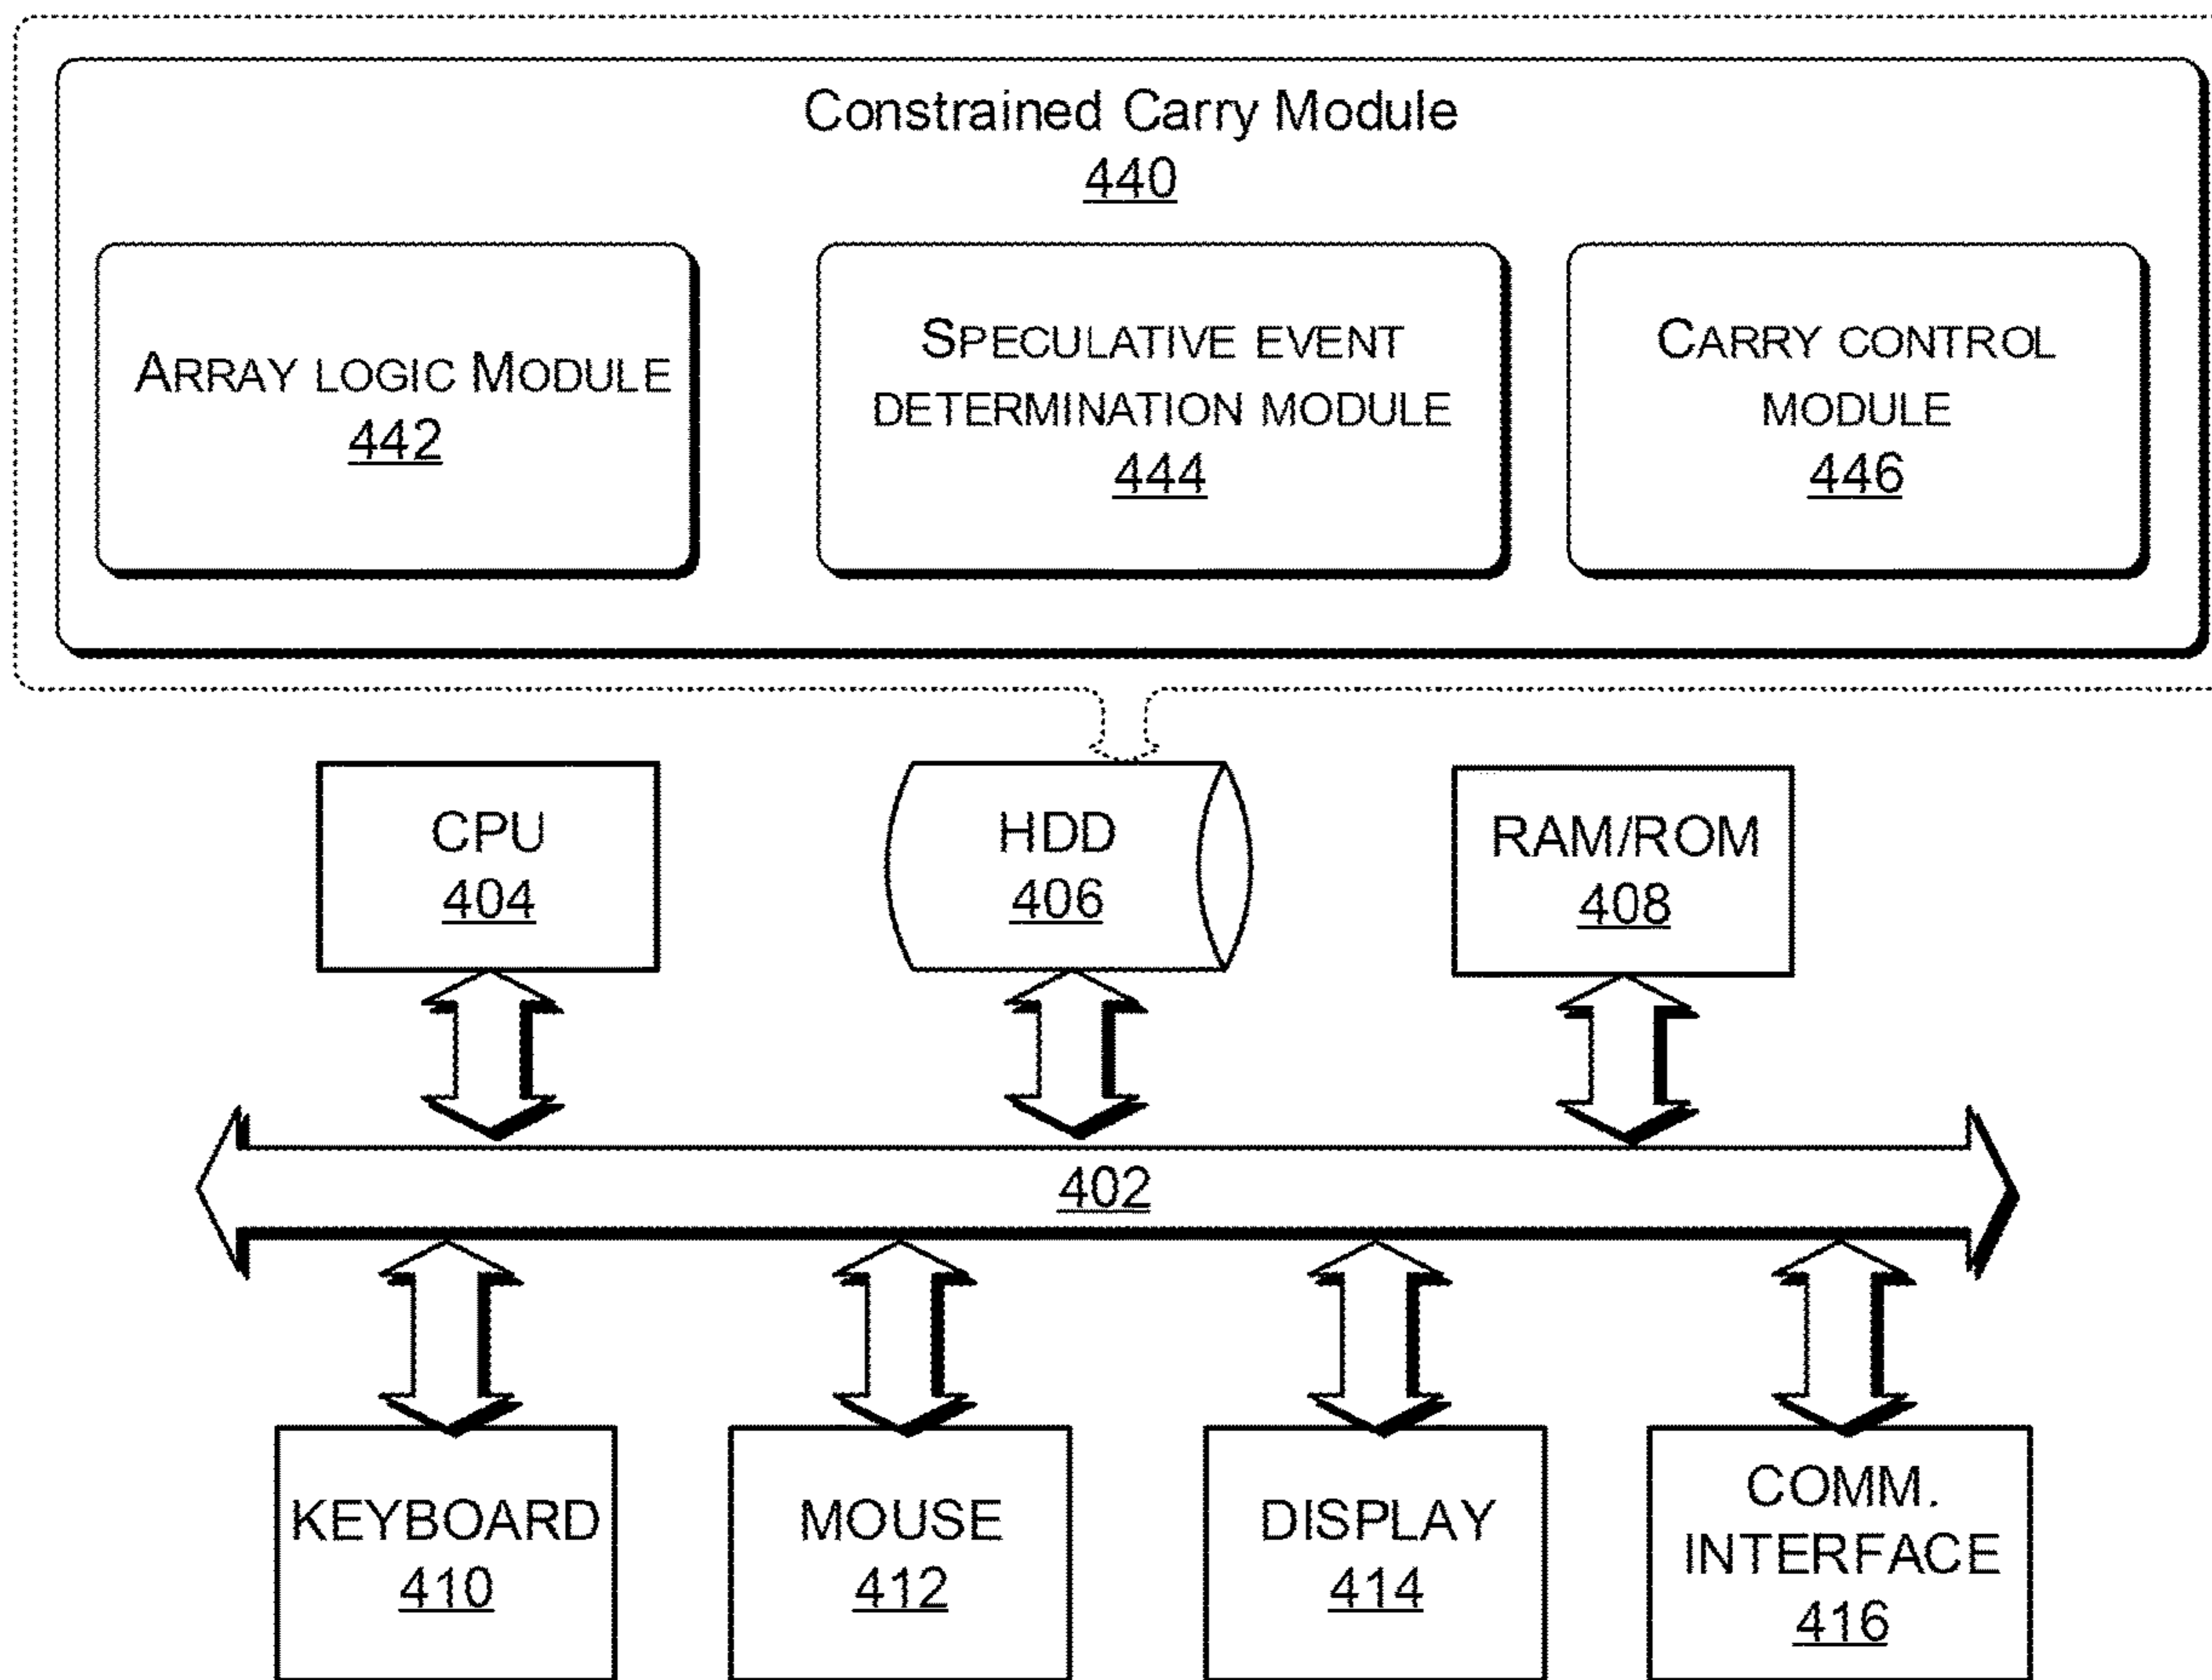 Constrained Carry Module
440
ARRAY LOGIC MODULE
442
SPECULATIVE EVENT
DETERMINATION MODULE
444
CARRY CONTROL
MODULE
446
CPU
404
HDD
406
RAM/ROM
408
402
KEYBOARD
410
MOUSE
412
DISPLAY
414
COMM.
INTERFACE
416